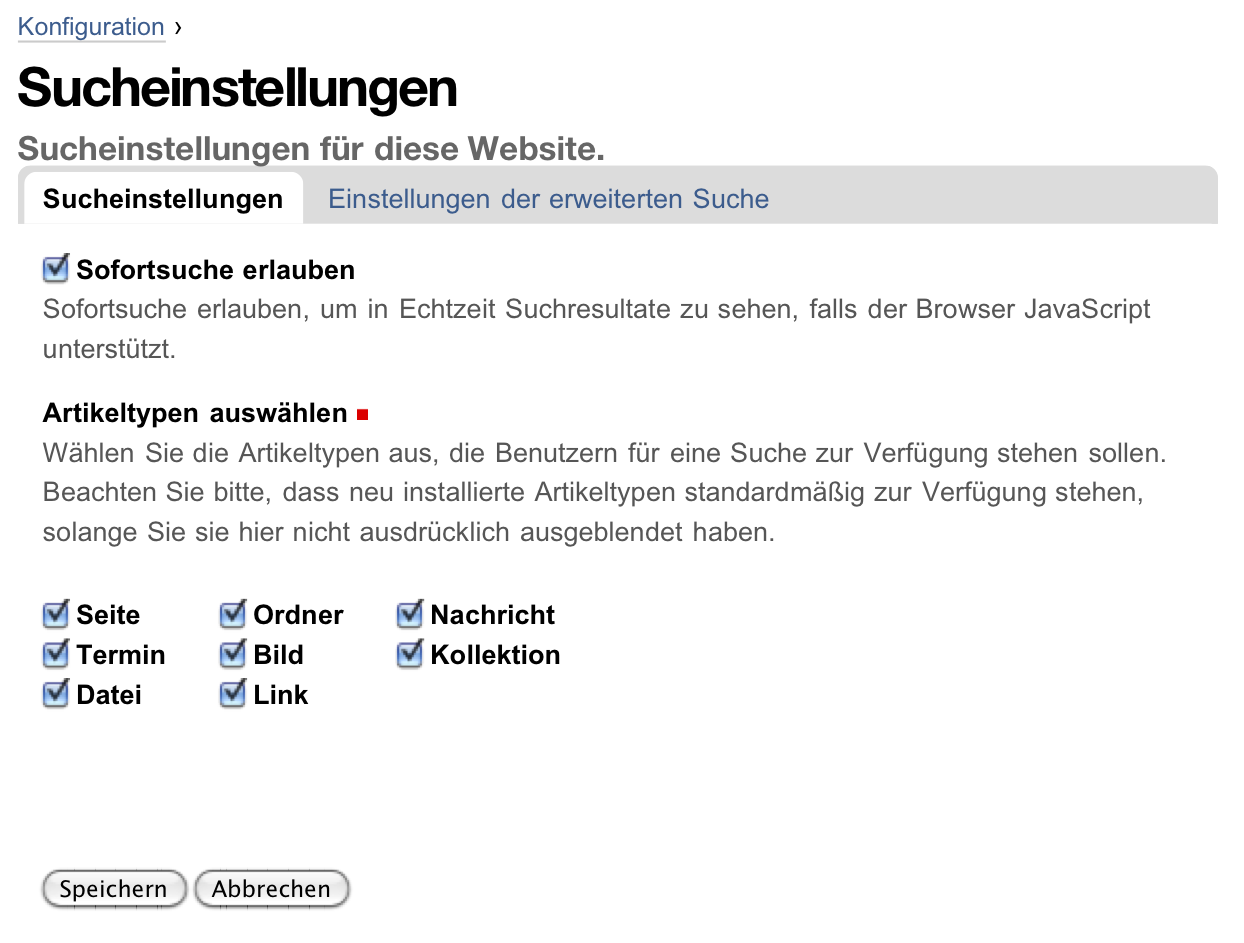 Konfiguration ›
Sucheinstellungen
Sucheinstellungen für diese Website.
Sucheinstellungen Einstellungen der erweiterten Suche
Sofortsuche erlauben
Sofortsuche erlauben, um in Echtzeit Suchresultate zu sehen, falls der Browser JavaScript
unterstützt.
Artikeltypen auswählen
Wählen Sie die Artikeltypen aus, die Benutzern für eine Suche zur Verfügung stehen sollen.
Beachten Sie bitte, dass neu installierte Artikeltypen standardmäßig zur Verfügung stehen,
solange Sie sie hier nicht ausdrücklich ausgeblendet haben.
Seite Ordner Nachricht
Termin Bild Kollektion
Datei Link
Speichern Abbrechen